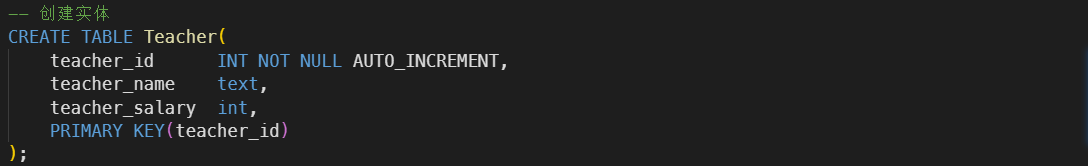 -- 创建实体
CREATE TABLE Teacher(
    teacher_id      INT NOT NULL AUTO_INCREMENT,
    teacher_name    text,
    teacher_salary  int,
    PRIMARY KEY(teacher_id)
);